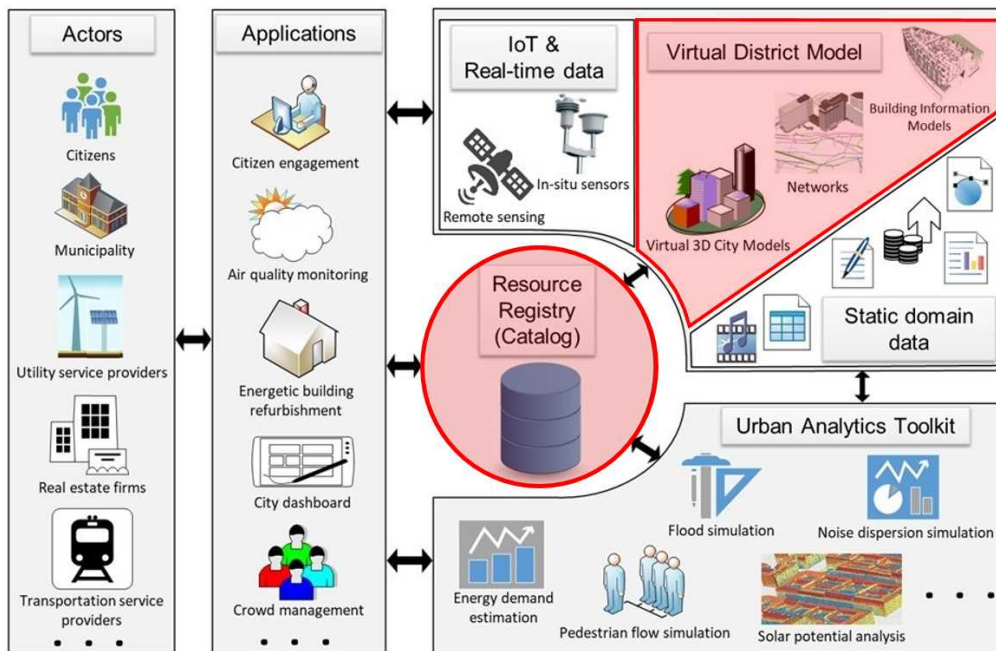 Actors
Citizens
Municipality
Utility service providers
Real estate firms
Transportation service
providers
Applications
Citizen engagement
Air quality monitoring
Energetic building
refurbishment
City dashboard
Crowd management
IoT &
Real-time data
In-situ sensors
Remote sensing
Virtual District Model
Building Information
Models
Networks
Virtual 3D City Models
Static domain
data
Resource
Registry
(Catalog)
Urban Analytics Toolkit
Flood simulation
Noise dispersion simulation
Energy demand
estimation
Pedestrian flow simulation
Solar potential analysis